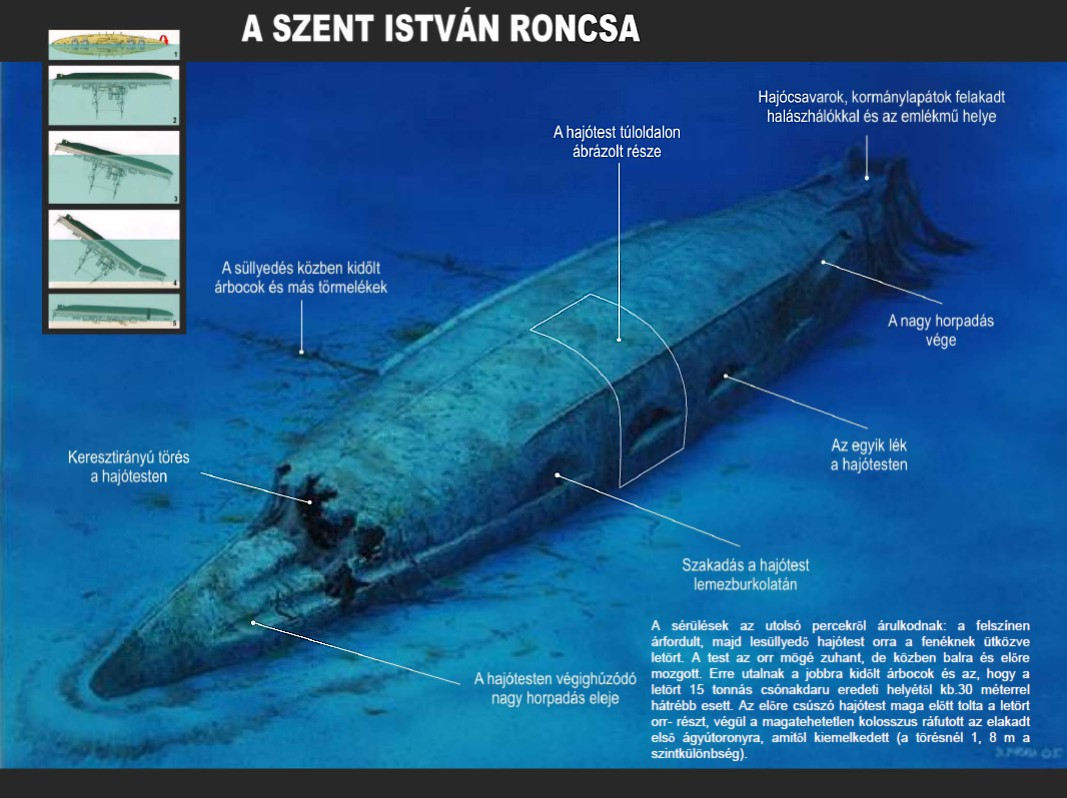 A SZENT ISTVÁN RONCSA
1
2
3
4
5
Hajócsavarok, kormánylapátok felakadt
halászhálókkal és az emlékmű helye
A hajótest túloldalon
ábrázolt része
A süllyedés közben kidőlt
árbocok és más törmelékek
A nagy horpadás
vége
Az egyik lék
a hajótesten
Keresztirányú törés
a hajótesten
Szakadás a hajótest
lemezburkolatán
A hajótesten végighúzódó
nagy horpadás eleje
A sérülések az utolsó percekről árulkodnak: a felszínen
árfordult, majd lesüllyedő hajótest orra a fenéknek ütközve
letört. A test az orr mögé zuhant, de közben balra és előre
mozgott. Erre utalnak a jobbra kidőlt árbocok és az, hogy a
letört 15 tonnás csónakdaru eredeti helyétől kb.30 méterrel
hátrébb esett. Az előre csúszó hajótest maga előtt tolta a letört
orr- részt, végül a magatehetetlen kolosszus ráfutott az elakadt
első ágyútoronyra, amitől kiemelkedett (a törésnél 1, 8 m a
szintkülönbség).